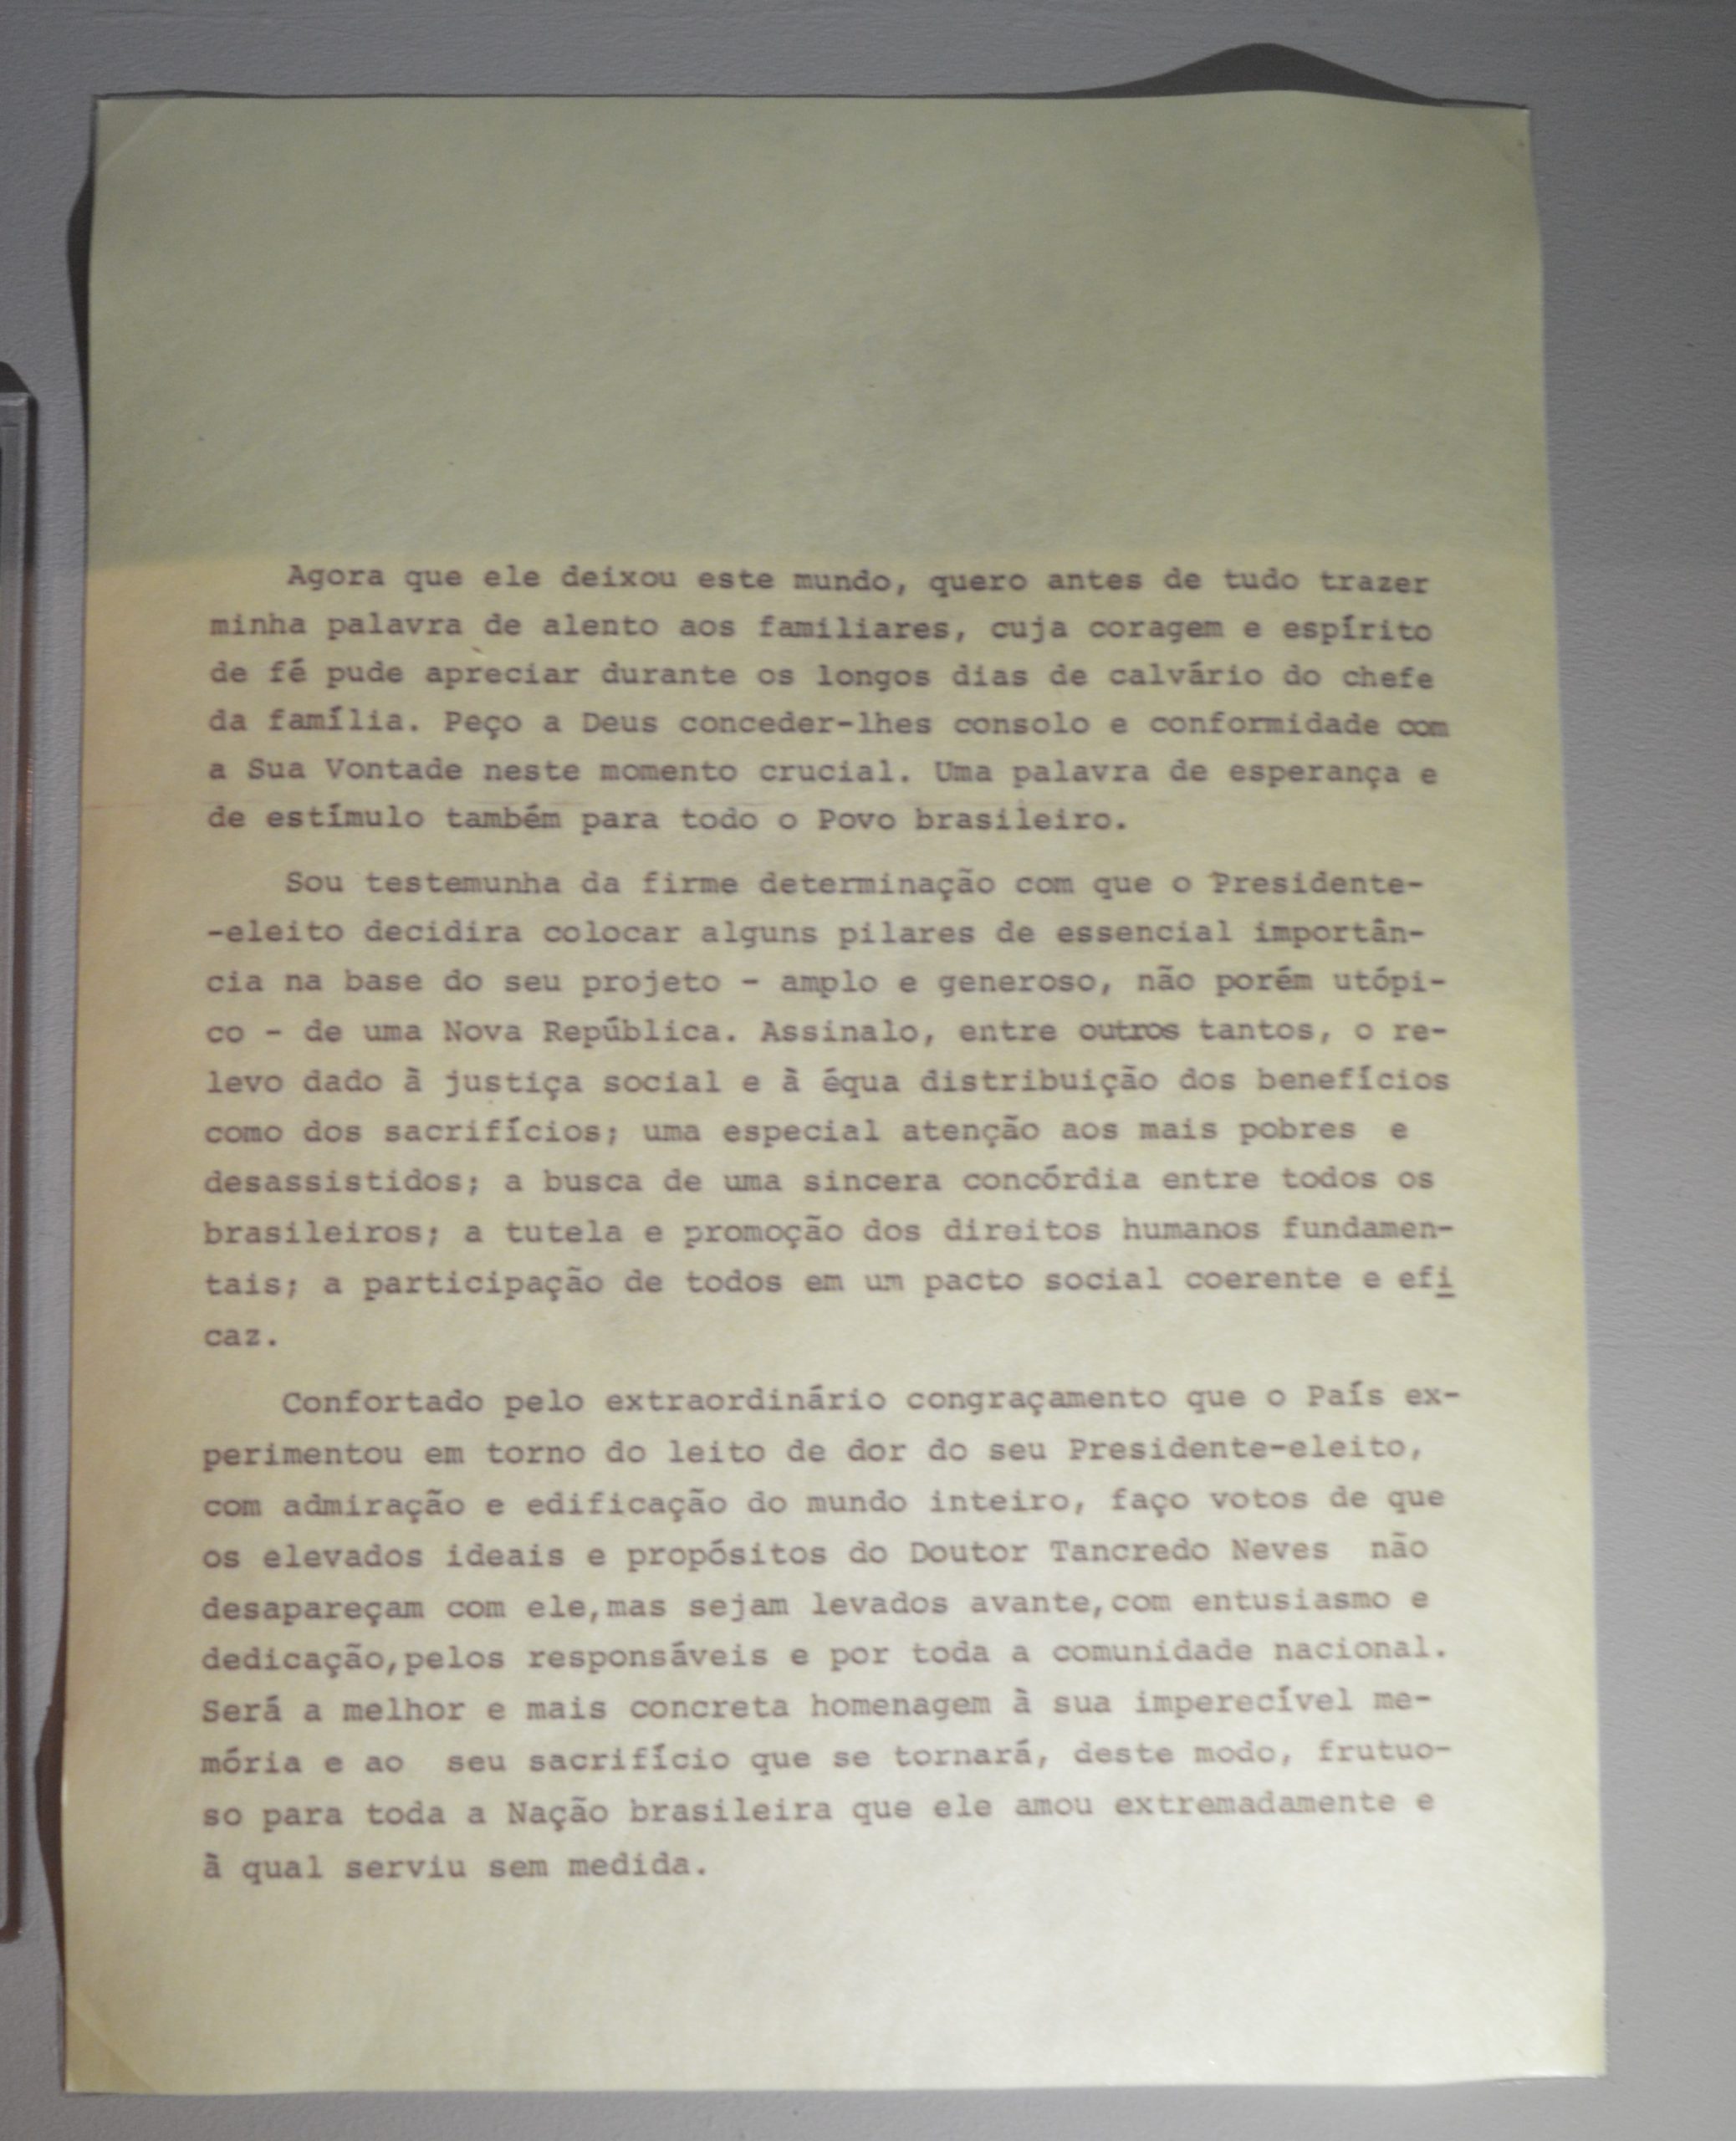 Agora que ele deixou este mundo, quero antes de tudo trazer
minha palavra de alento aos familiares, cuja coragem e espírito
de fé pude apreciar durante os longos dias de calvário do chefe
da família. Peço a Deus conceder-lhes consolo e conformidade com
a Sua Vontade neste momento crucial. Uma palavra de esperança e
de estímulo também para todo o Povo brasileiro.
Sou testemunha da firme determinação com que o Presidente-
-eleito decidira colocar alguns pilares de essencial importân-
cia na base do seu projeto - amplo e generoso, não porém utópi-
co - de uma Nova República. Assinalo, entre outros tantos, o re-
levo dado à justiça social e à équa distribuição dos benefícios
como dos sacrifícios; uma especial atenção aos mais pobres e
desassistidos; a busca de uma sincera concórdia entre todos os
brasileiros; a tutela e promoção dos direitos humanos fundamen-
tais; a participação de todos em um pacto social coerente e efi
caz.
Confortado pelo extraordinário congraçamento que o País ex-
perimentou em torno do leito de dor do seu Presidente-eleito,
com admiração e edificação do mundo inteiro, faço votos de que
os elevados ideais e propósitos do Doutor Tancredo Neves não
desapareçam com ele,mas sejam levados avante,com entusiasmo e
dedicação,pelos responsáveis e por toda a comunidade nacional.
Será a melhor e mais concreta homenagem à sua imperecível me-
mória e ao seu sacrifício que se tornará, deste modo, frutuo-
so para toda a Nação brasileira que ele amou extremadamente e
à qual serviu sem medida.